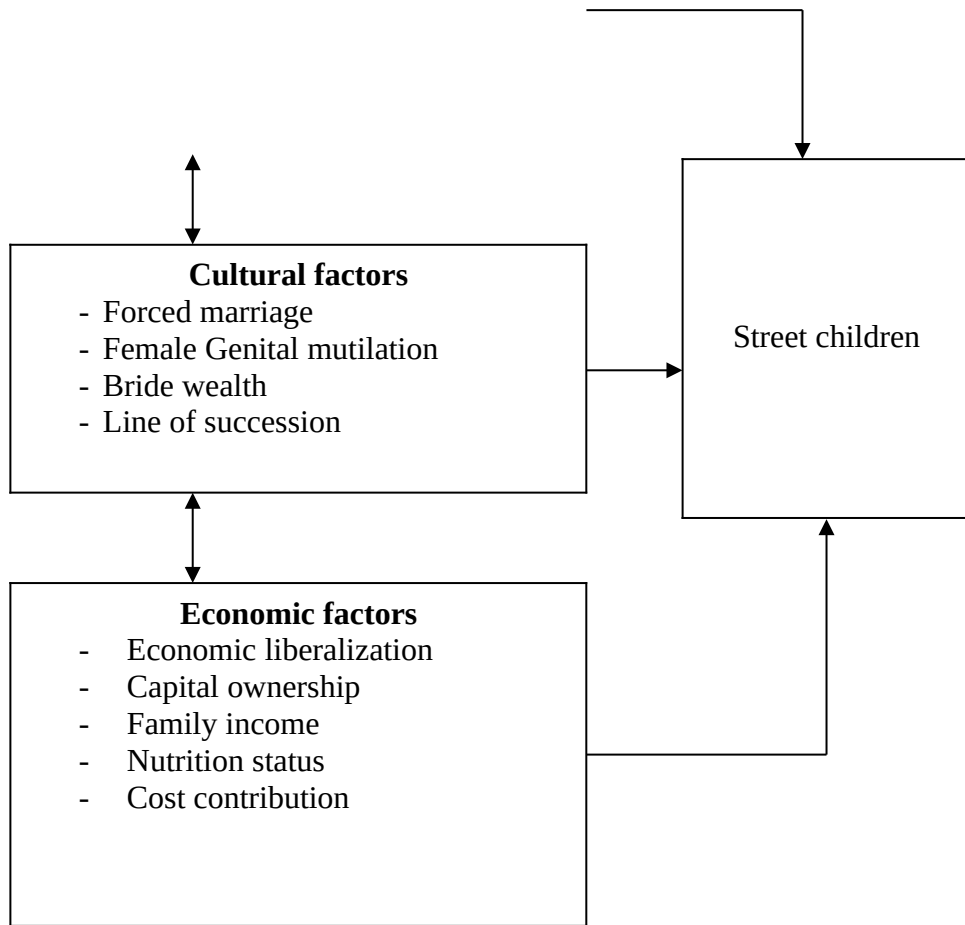 Cultural factors
- Forced marriage
- Female Genital mutilation
- Bride wealth
- Line of succession
Street children
Economic factors
- Economic liberalization
- Capital ownership
- Family income
- Nutrition status
- Cost contribution